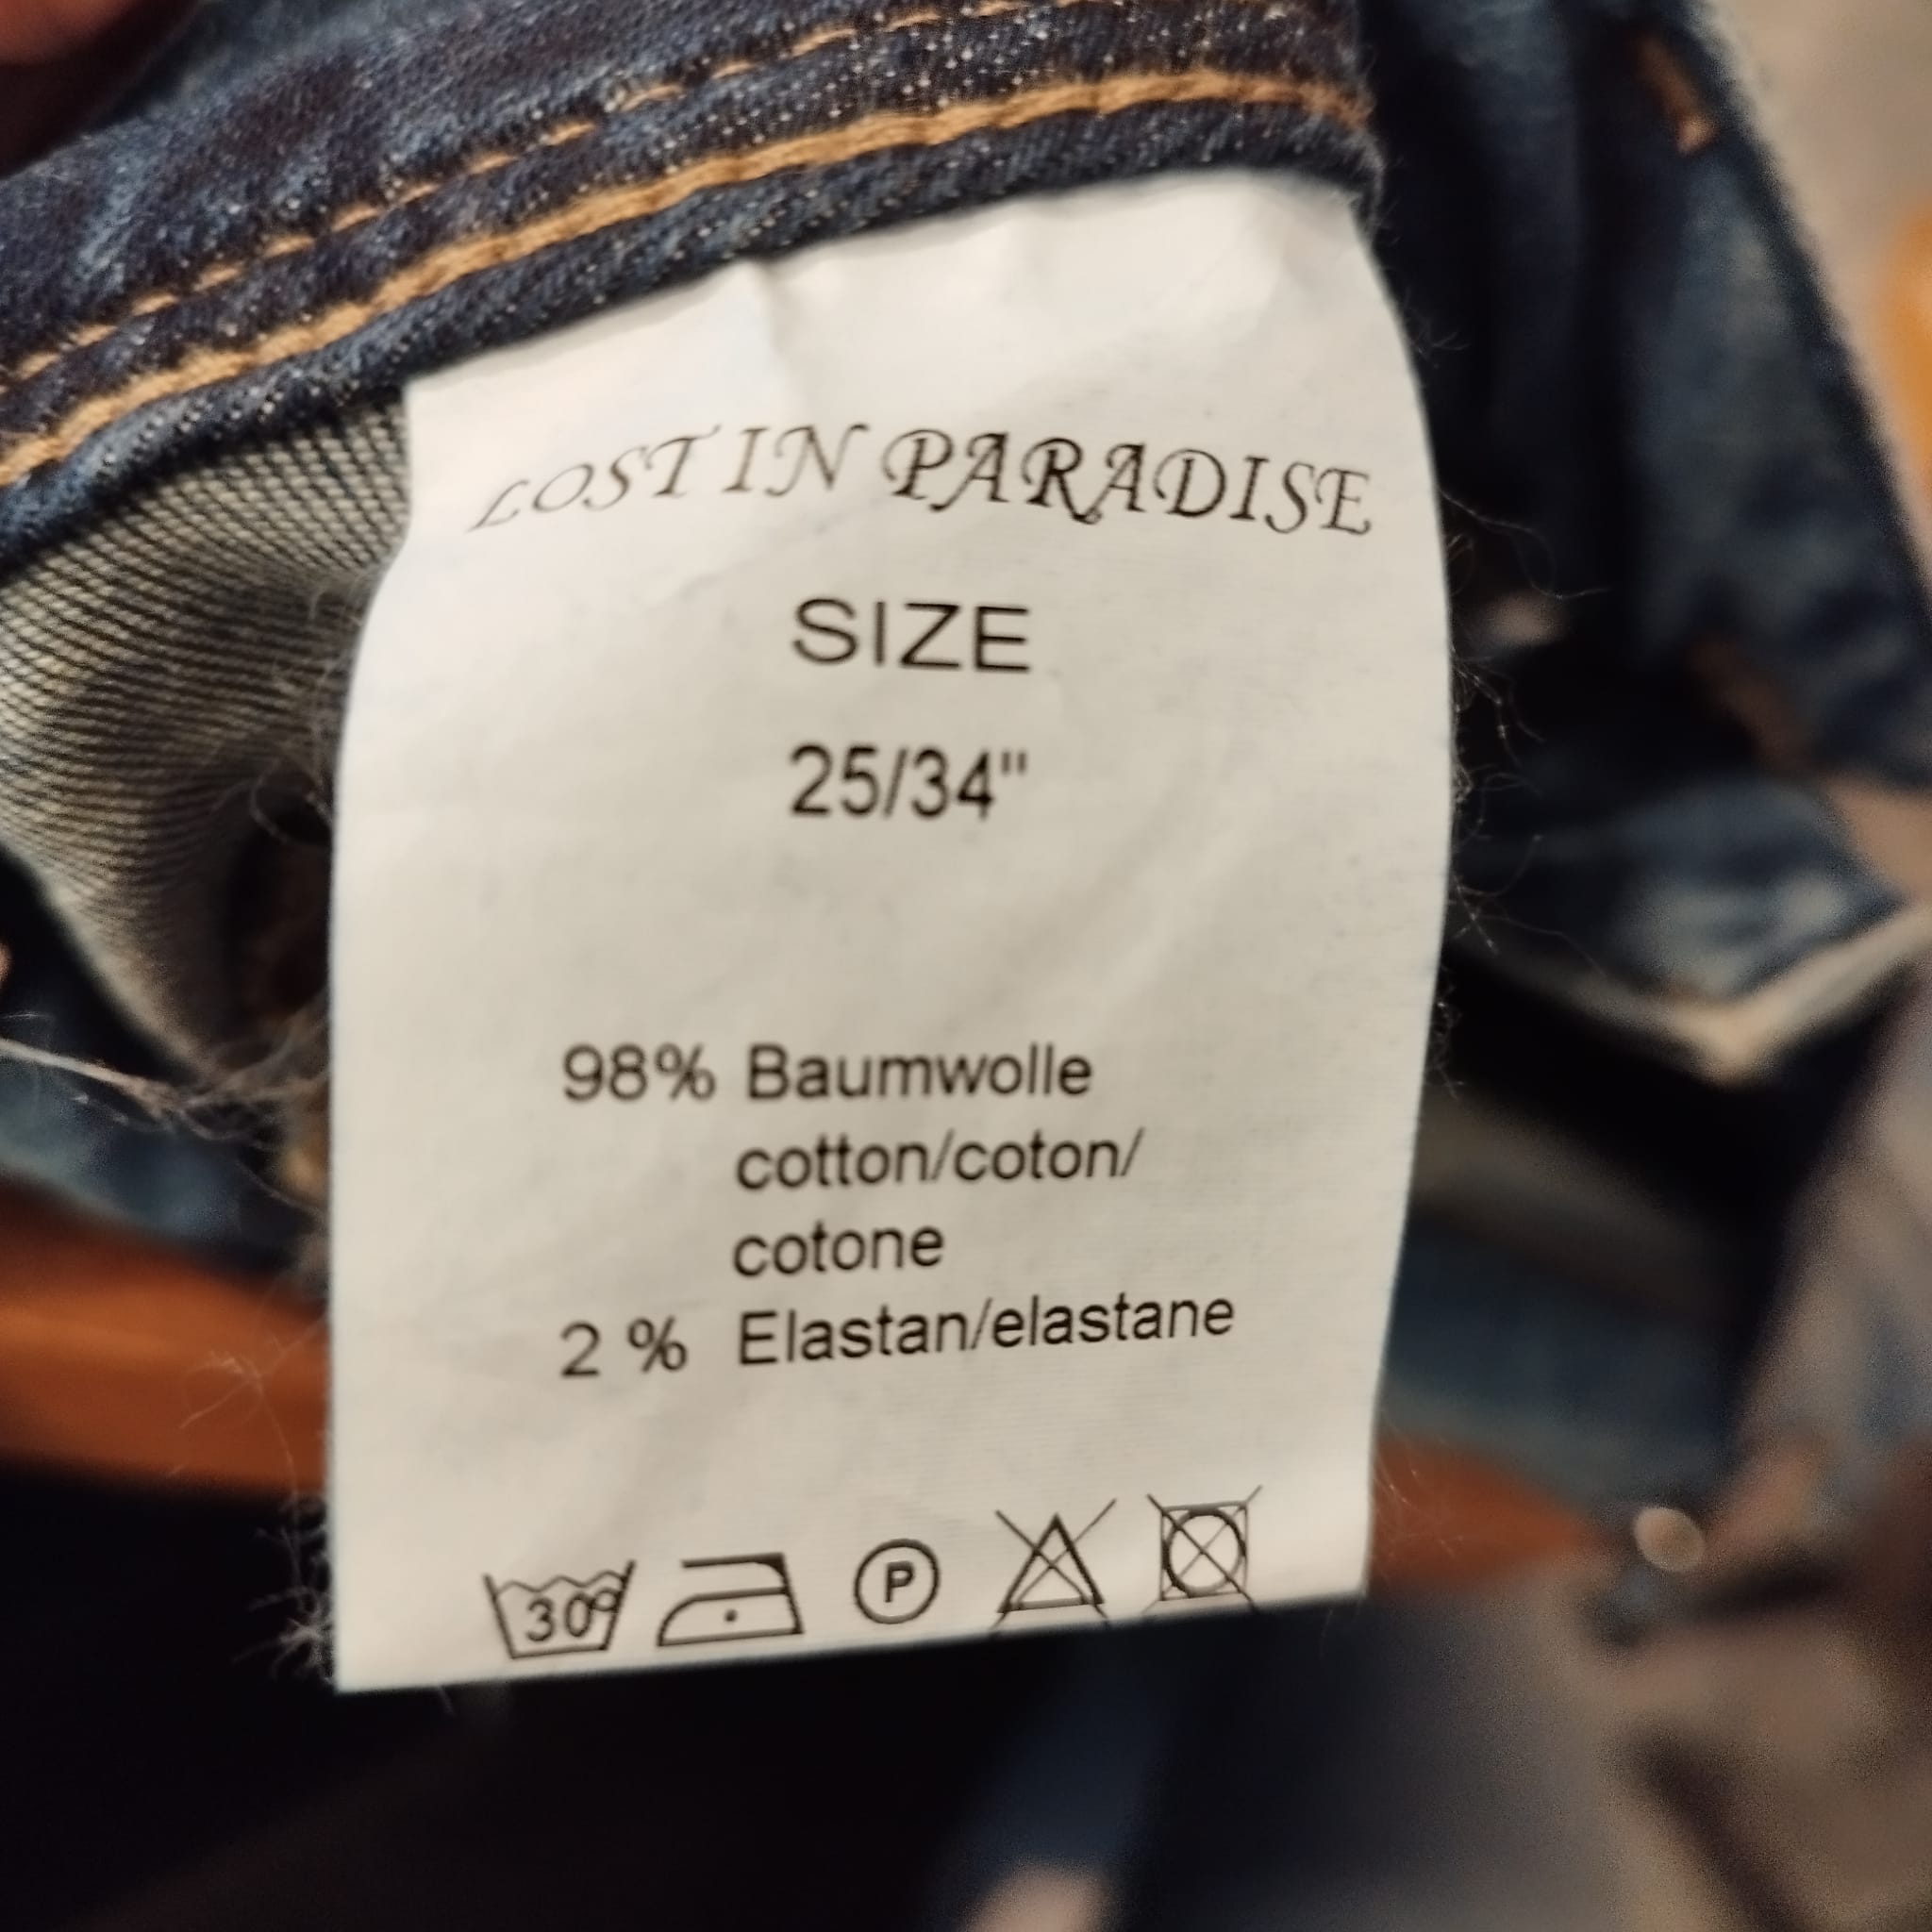 LOST IN PARADISE
SIZE
25/34"
98% Baumwolle
cotton/coton/
cotone
2 % Elastan/elastane
30° P